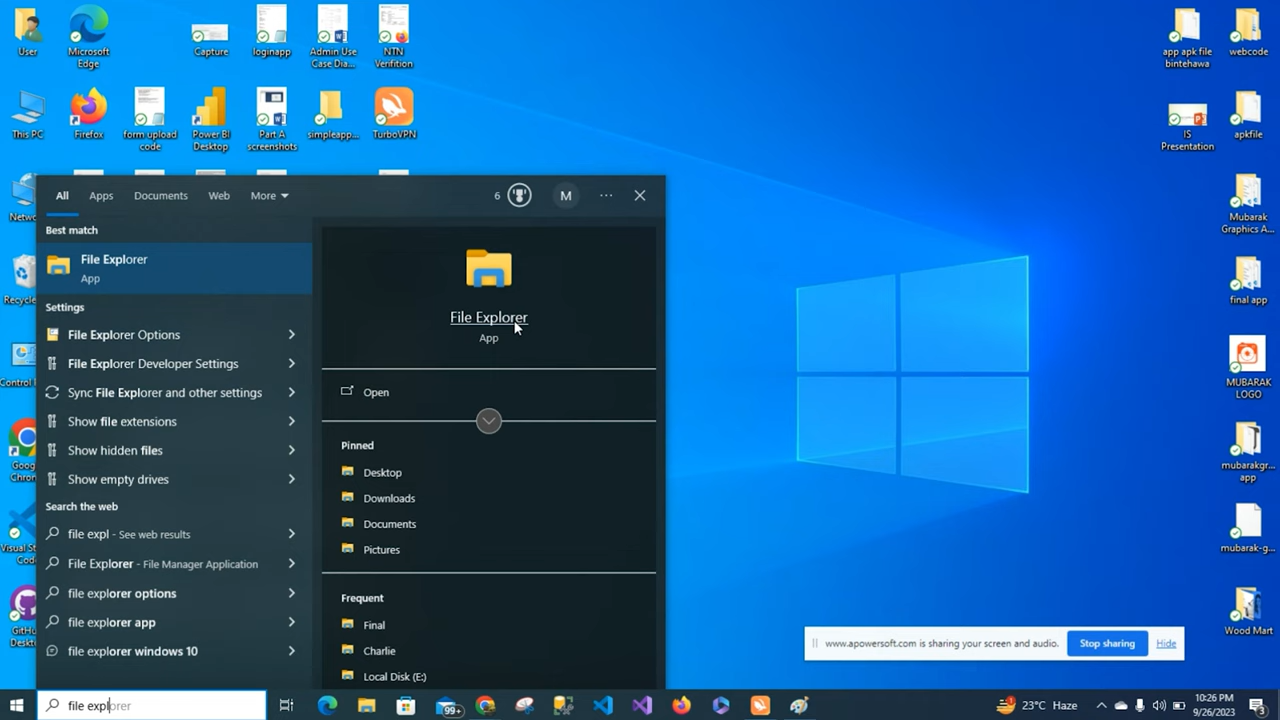 User
Microsoft
Edge
Capture
loginapp
Admin Use
Case Dia...
NTN
Verifition
app apk file
bintehawa
webcode
This PC
Firefox
form upload
code
Power BI
Desktop
Part A
screenshots
simpleapp...
TurboVPN
IS
Presentation
apkfile
All
Apps
Documents
Web
More
6
M
Best match
File Explorer
App
Settings
File Explorer Options
File Explorer Developer Settings
Sync File Explorer and other settings
Show file extensions
Show hidden files
Show empty drives
Search the web
file expl - See web results
File Explorer - File Manager Application
file explorer options
file explorer app
file explorer windows 10
File Explorer
App
Open
Pinned
Desktop
Downloads
Documents
Pictures
Frequent
Final
Charlie
Local Disk (E:)
Mubarak
Graphics A...
final app
MUBARAK
LOGO
mubarakgr...
app
mubarak-g...
Wood Mart
www.apowersoft.com is sharing your screen and audio.
Stop sharing
Hide
file explorer
99+
23°C Haze
10:26 PM
9/26/2023
3